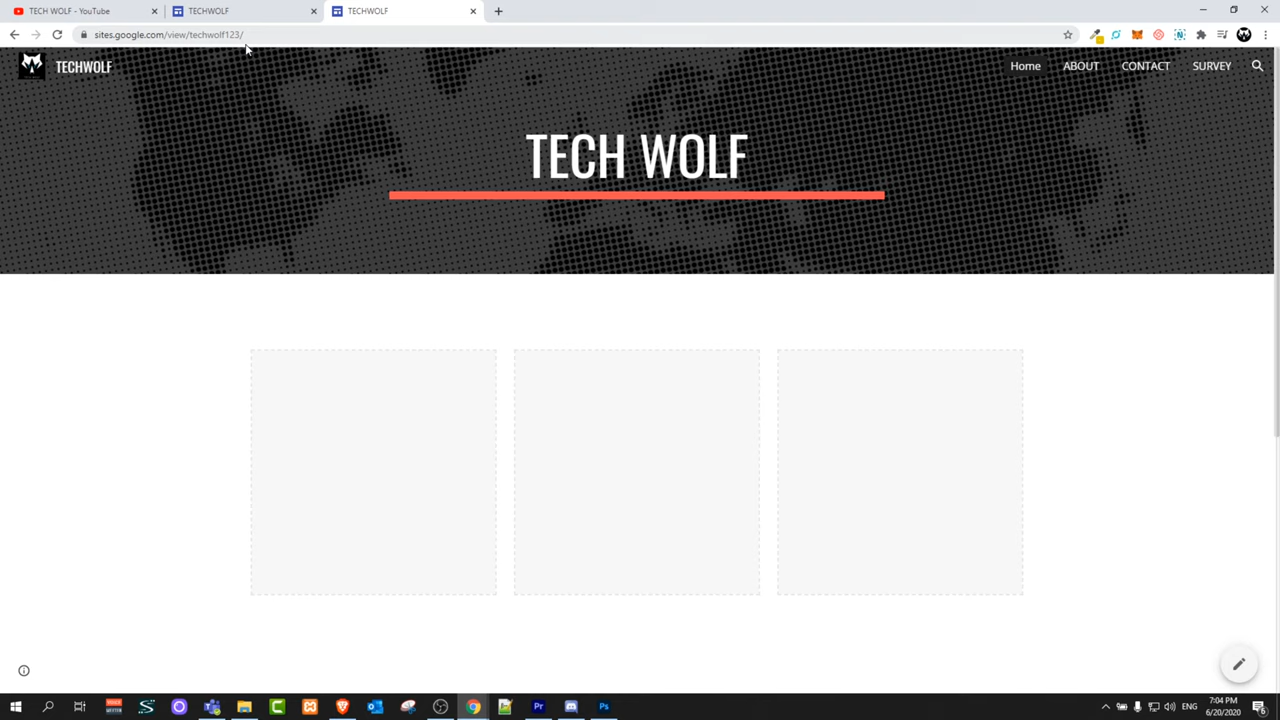 TECH WOLF - YouTube
TECHWOLF
TECHWOLF
sites.google.com/view/techwolf123/
TECHWOLF
Home
ABOUT
CONTACT
SURVEY
TECH WOLF
ENG
7:04 PM
6/20/2020